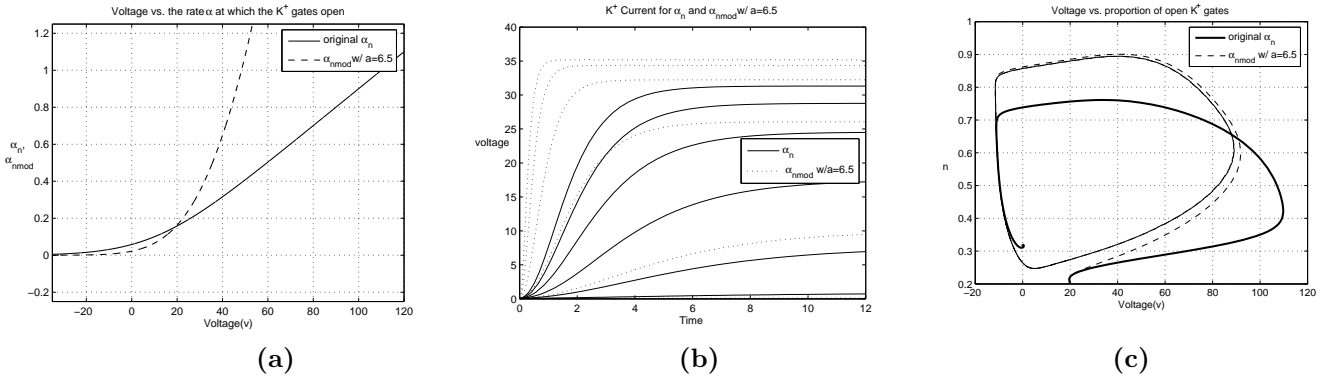 Voltage vs. the rate α at which the K⁺ gates open
1.2
1
0.8
0.6
0.4
0.2
0
−0.2
αₙ,
αnmod
original αₙ
αnmod w/ a=6.5
−20 0 20 40 60 80 100 120
Voltage(v)
(a)
K⁺ Current for αₙ and αnmod w/ a=6.5
40
35
30
25
20
15
10
5
0
voltage
αₙ
αnmod w/a=6.5
0 2 4 6 8 10 12
Time
(b)
Voltage vs. proportion of open K⁺ gates
1
0.9
0.8
0.7
0.6
0.5
0.4
0.3
0.2
n
original αₙ
αnmod w/ a=6.5
−20 0 20 40 60 80 100 120
Voltage(v)
(c)